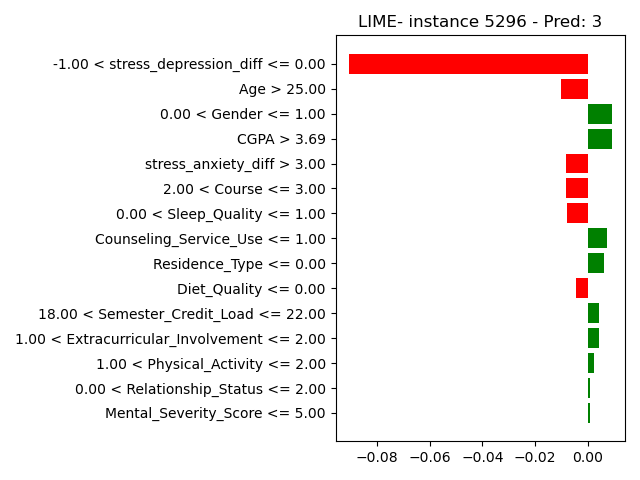 LIME- instance 5296 - Pred: 3
-1.00 < stress_depression_diff <= 0.00
Age > 25.00
0.00 < Gender <= 1.00
CGPA > 3.69
stress_anxiety_diff > 3.00
2.00 < Course <= 3.00
0.00 < Sleep_Quality <= 1.00
Counseling_Service_Use <= 1.00
Residence_Type <= 0.00
Diet_Quality <= 0.00
18.00 < Semester_Credit_Load <= 22.00
1.00 < Extracurricular_Involvement <= 2.00
1.00 < Physical_Activity <= 2.00
0.00 < Relationship_Status <= 2.00
Mental_Severity_Score <= 5.00
−0.08 −0.06 −0.04 −0.02 0.00